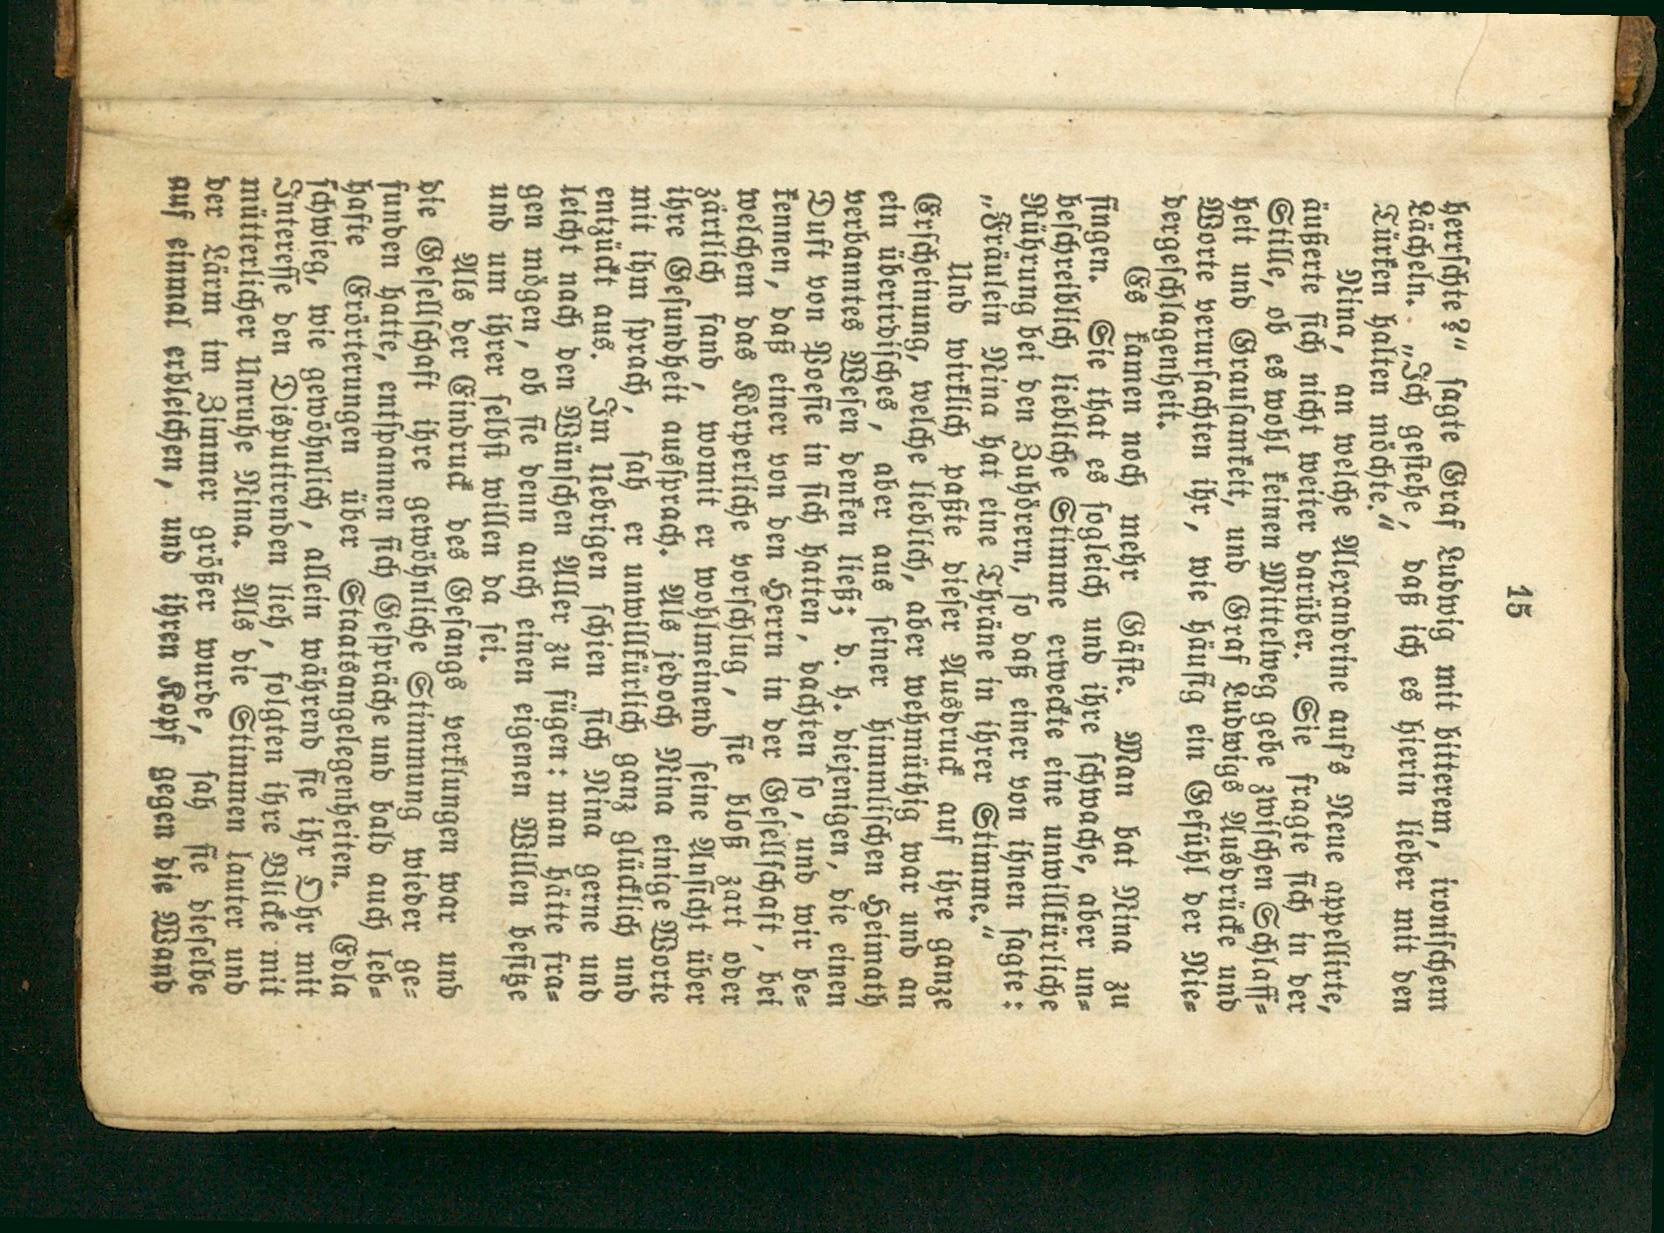 15
herrschte?" sagte Graf Ludwig mit bitterem, ironischem
Lächeln. „Ich gestehe, daß ich es hierin lieber mit den
Türken halten möchte."
Nina, an welche Alexandrine auf's Neue appellirte,
äußerte sich nicht weiter darüber. Sie fragte sich in der
Stille, ob es wohl keinen Mittelweg gebe zwischen Schlaff-
heit und Grausamkeit, und Graf Ludwigs Ausdrücke und
Worte verursachten ihr, wie häufig ein Gefühl der Nie-
dergeschlagenheit.
Es kamen noch mehr Gäste. Man bat Nina zu
singen. Sie that es sogleich und ihre schwache, aber un-
beschreiblich liebliche Stimme erweckte eine unwillkürliche
Rührung bei den Zuhörern, so daß einer von ihnen sagte:
„Fräulein Nina hat eine Thräne in ihrer Stimme."
Und wirklich paßte dieser Ausdruck auf ihre ganze
Erscheinung, welche lieblich, aber wehmüthig war und an
ein überirdisches, aber aus seiner himmlischen Heimath
verbanntes Wesen denken ließ; d. h. diejenigen, die einen
Duft von Poesie in sich hatten, dachten so, und wir be-
kennen, daß einer von den Herrn in der Gesellschaft, bei
welchem das Körperliche vorschlug, sie bloß zart oder
zärtlich fand, womit er wohlmeinend seine Ansicht über
ihre Gesundheit aussprach. Als jedoch Nina einige Worte
mit ihm sprach, sah er unwillkürlich ganz glücklich und
entzückt aus. Im Uebrigen schien sich Nina gerne und
leicht nach den Wünschen Aller zu fügen: man hätte fra-
gen mögen, ob sie denn auch einen eigenen Willen besitze
und um ihrer selbst willen da sei.
Als der Eindruck des Gesangs verklungen war und
die Gesellschaft ihre gewöhnliche Stimmung wieder ge-
funden hatte, entspannen sich Gespräche und bald auch leb-
hafte Erörterungen über Staatsangelegenheiten. Edla
schwieg, wie gewöhnlich, allein während sie ihr Ohr mit
Interesse den Disputirenden lieh, folgten ihre Blicke mit
mütterlicher Unruhe Nina. Als die Stimmen lauter und
der Lärm im Zimmer größer wurde, sah sie dieselbe
auf einmal erbleichen, und ihren Kopf gegen die Wand